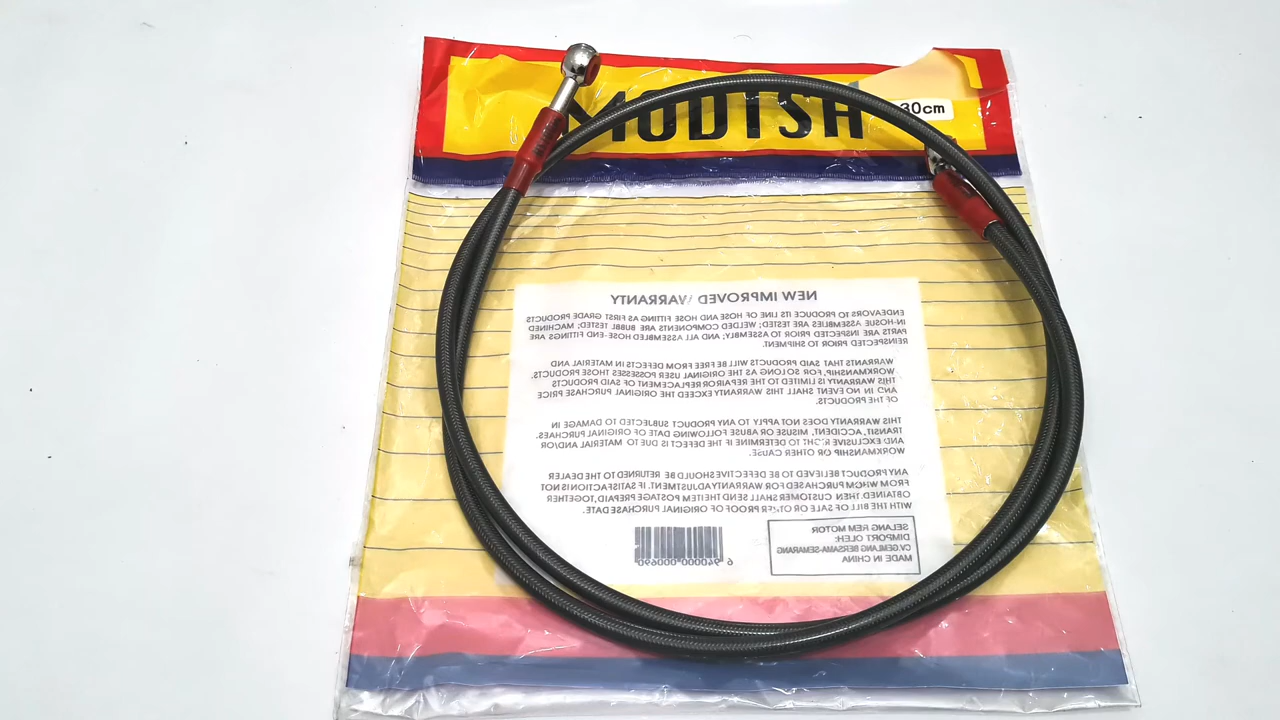 MODTSH
30cm
NEW IMPROVED WARRANTY
ENDEAVORS TO PRODUCE ITS LINE OF HOSE AND HOSE FITTING AS FIRST GRADE PRODUCTS
IN-HUSOH ASSEMBLIES ARE TESTED; WELDED COMPONENTS ARE BUBBL TESTED; MACHINED
PARTS ARE INSPECTED PRIOR TO ASSEMBLY; AND ALL ASSEMBLED HOSE-END FITTINGS ARE
REINSPECTED PRIOR TO SHIPMENT.
WARRANTS THAT SAID PRODUCTS WILL BE FREE FROM DEFECTS IN MATERIAL AND
WORKMANSHIP, FOR SO LONG AS THE ORIGINAL USER POSSESSES THOSE PRODUCTS,
THIS WARRANTY IS LIMITED TO THE REPAIR OR REPLACEMENT OF SAID PRODUCTS
AND IN NO EVENT SHALL THIS WARRANTY EXCEED THE ORIGINAL PURCHASE PRICE
OF THE PRODUCTS.
THIS WARRANTY DOES NOT APPLY TO ANY PRODUCT SUBJECTED TO DAMAGE IN
TRANSIT, ACCIDENT, MISUSE OR ABUSE FOLLOWING DATE OF ORIGINAL PURCHASES.
AND EXCLUSIVE RIGHT TO DETERMINE IF THE DEFECT IS DUE TO MATERIAL AND/OR
WORKMANSHIP OR OTHER CAUSE.
ANY PRODUCT BELIEVED TO BE DEFECTIVE SHOULD BE RETURNED TO THE DEALER
FROM WHOM PURCHASED FOR WARRANTY ADJUSTMENT. IF SATISFACTION IS NOT
OBTAINED. THEN CUSTOMER SHALL SEND THE ITEM POSTAGE PREPAID, TOGETHER
WITH THE BILL OF SALE OR OTHER PROOF OF ORIGINAL PURCHASE DATE.
SELANG REM MOTOR
DIMPORT OLEH:
CV.GEMILANG BERSAMA-SEMARANG
MADE IN CHINA
6 940000 000690